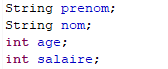 String prenom;
String nom;
int age;
int salaire;